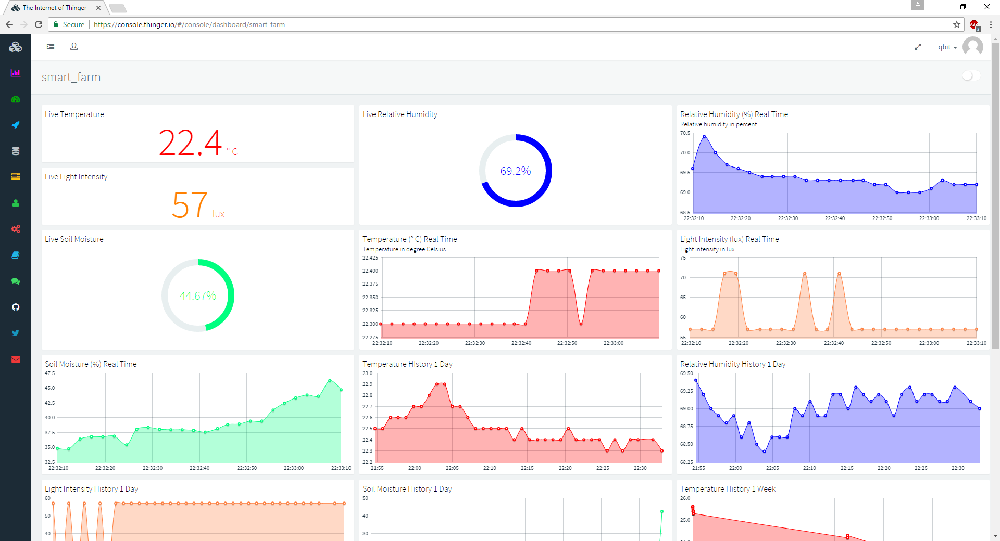 The Internet of Thinger -
Secure
https://console.thinger.io/#/console/dashboard/smart_farm
ABP
3
qbit
smart_farm
Live Temperature
22.4 ° C
Live Light Intensity
57 lux
Live Relative Humidity
69.2%
Relative Humidity (%) Real Time
Relative humidity in percent.
70.5
70.0
69.5
69.0
68.5
22:32:10 22:32:20 22:32:30 22:32:40 22:32:50 22:33:00 22:33:10
Live Soil Moisture
44.67%
Temperature (° C) Real Time
Temperature in degree Celsius.
22.425
22.400
22.375
22.350
22.325
22.300
22.275
22:32:10 22:32:20 22:32:30 22:32:40 22:32:50 22:33:00
Light Intensity (lux) Real Time
Light intensity in lux.
75
70
65
60
55
22:32:10 22:32:20 22:32:30 22:32:40 22:32:50 22:33:00 22:33:10
Soil Moisture (%) Real Time
47.5
45.0
42.5
40.0
37.5
35.0
32.5
22:32:10 22:32:20 22:32:30 22:32:40 22:32:50 22:33:00 22:33:10
Temperature HIstory 1 Day
23.0
22.9
22.8
22.7
22.6
22.5
22.4
22.3
22.2
21:55 22:00 22:05 22:10 22:15 22:20 22:25 22:30
Relative Humidity History 1 Day
69.50
69.25
69.00
68.75
68.50
68.25
21:55 22:00 22:05 22:10 22:15 22:20 22:25 22:30
Light Intensity History 1 Day
60
50
40
Soil Moisture History 1 Day
50
40
30
Temperature History 1 Week
26.0
25.0